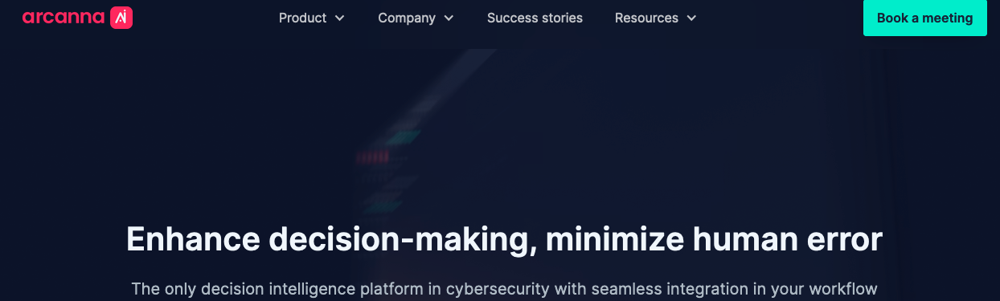 arcanna Ai
Product
Company
Success stories
Resources
Book a meeting
Enhance decision-making, minimize human error
The only decision intelligence platform in cybersecurity with seamless integration in your workflow